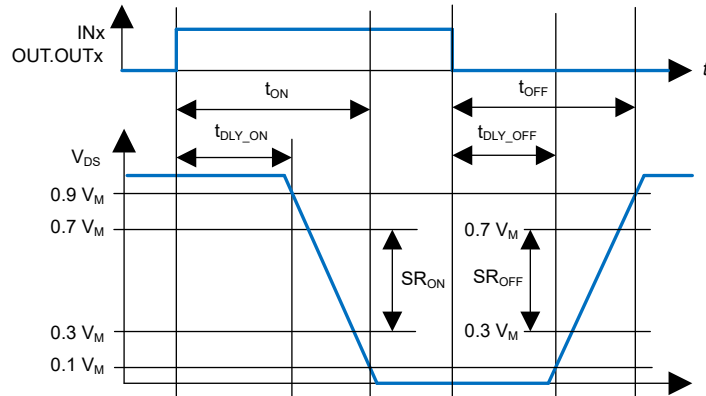 INx
OUT.OUTx
t
tON
tOFF
tDLY_ON
tDLY_OFF
VDS
0.9 VM
0.7 VM
0.7 VM
SRON
SROFF
0.3 VM
0.3 VM
0.1 VM